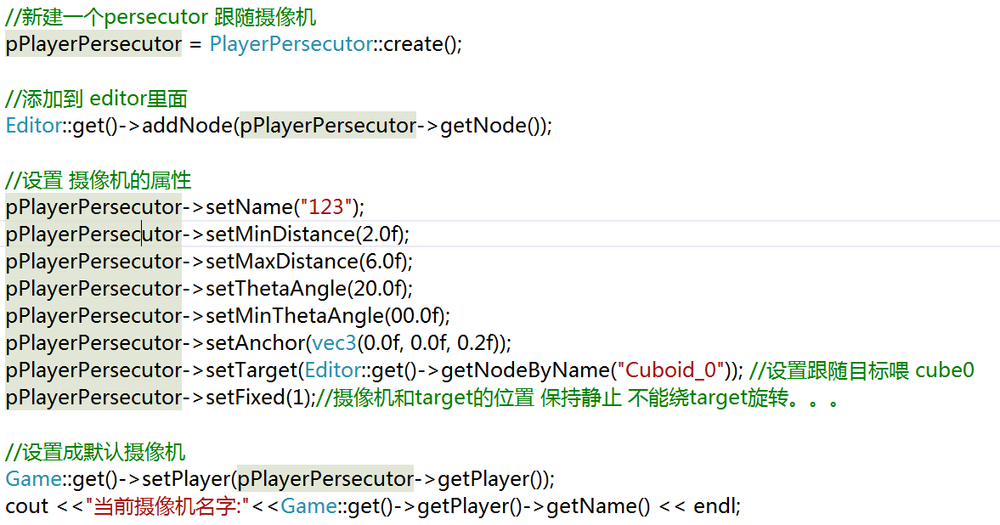 //新建一个persecutor 跟随摄像机
pPlayerPersecutor = PlayerPersecutor::create();
//添加到 editor里面
Editor::get()->addNode(pPlayerPersecutor->getNode());
//设置 摄像机的属性
pPlayerPersecutor->setName("123");
pPlayerPersecutor->setMinDistance(2.0f);
pPlayerPersecutor->setMaxDistance(6.0f);
pPlayerPersecutor->setThetaAngle(20.0f);
pPlayerPersecutor->setMinThetaAngle(00.0f);
pPlayerPersecutor->setAnchor(vec3(0.0f, 0.0f, 0.2f));
pPlayerPersecutor->setTarget(Editor::get()->getNodeByName("Cuboid_0")); //设置跟随目标喂 cube0
pPlayerPersecutor->setFixed(1);//摄像机和target的位置 保持静止 不能绕target旋转。。。
//设置成默认摄像机
Game::get()->setPlayer(pPlayerPersecutor->getPlayer());
cout <<"当前摄像机名字:"<<Game::get()->getPlayer()->getName() << endl;